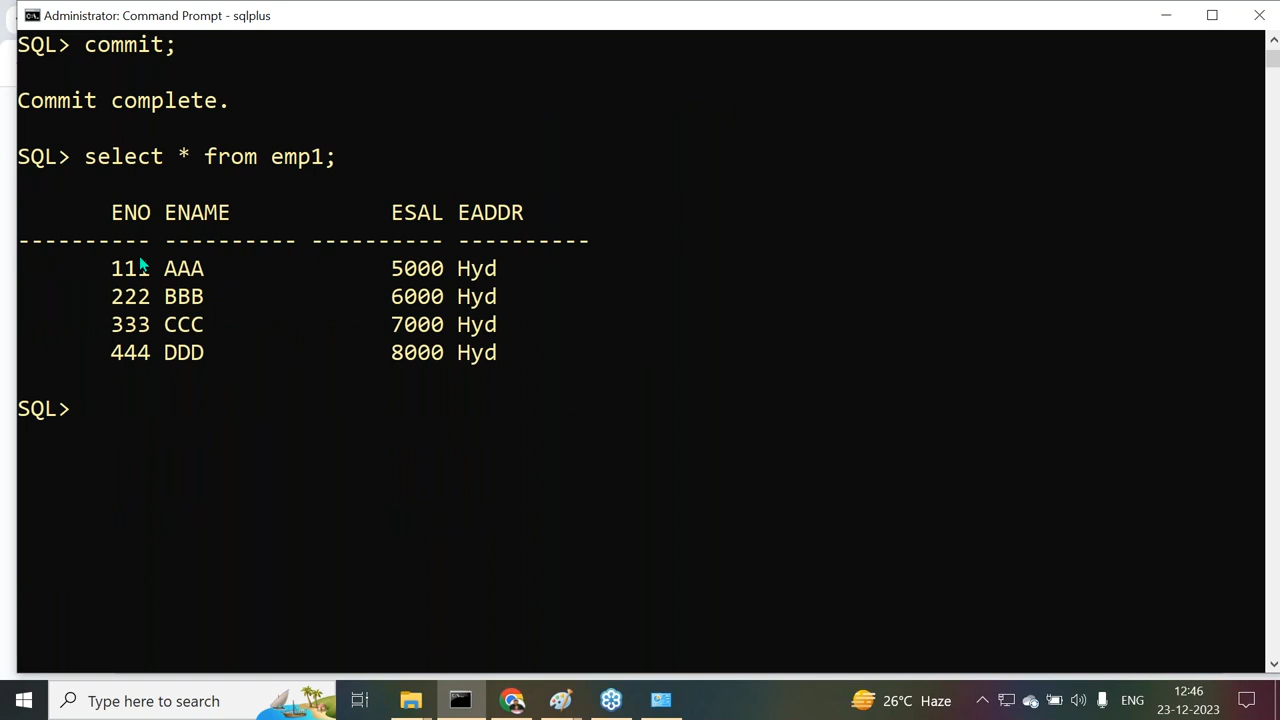 Administrator: Command Prompt - sqlplus
SQL> commit;
Commit complete.
SQL> select * from emp1;
ENO ENAME ESAL EADDR
---------- ---------- ---------- ----------
111 AAA 5000 Hyd
222 BBB 6000 Hyd
333 CCC 7000 Hyd
444 DDD 8000 Hyd
SQL>
Type here to search
26°C Haze
ENG
12:46
23-12-2023